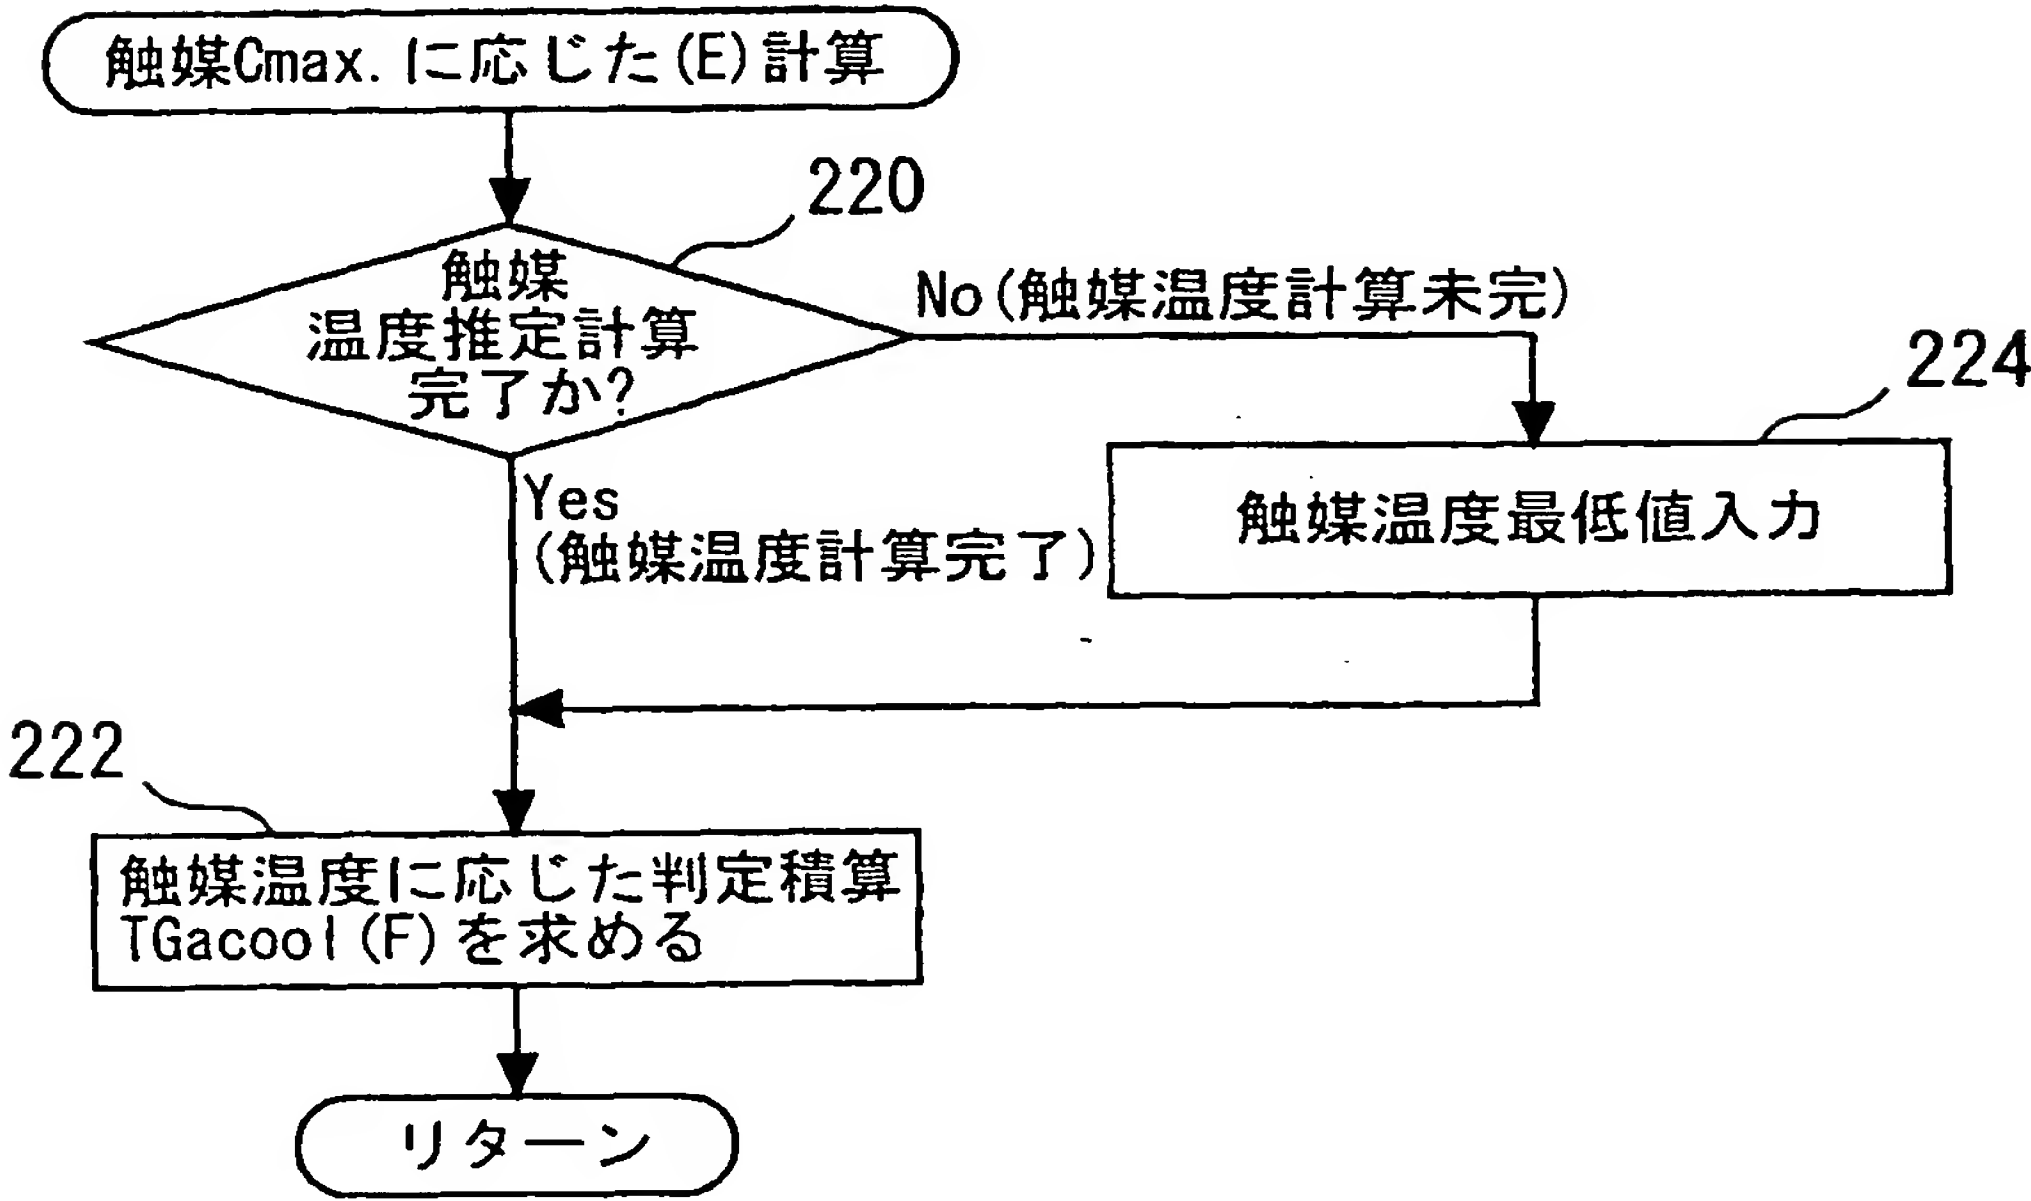 触媒Cmax.に応じた(E)計算
220
触媒
温度推定計算
完了か?
No(触媒温度計算未完)
224
Yes
(触媒温度計算完了)
触媒温度最低値入力
222
触媒温度に応じた判定積算
TGacool(F)を求める
リターン